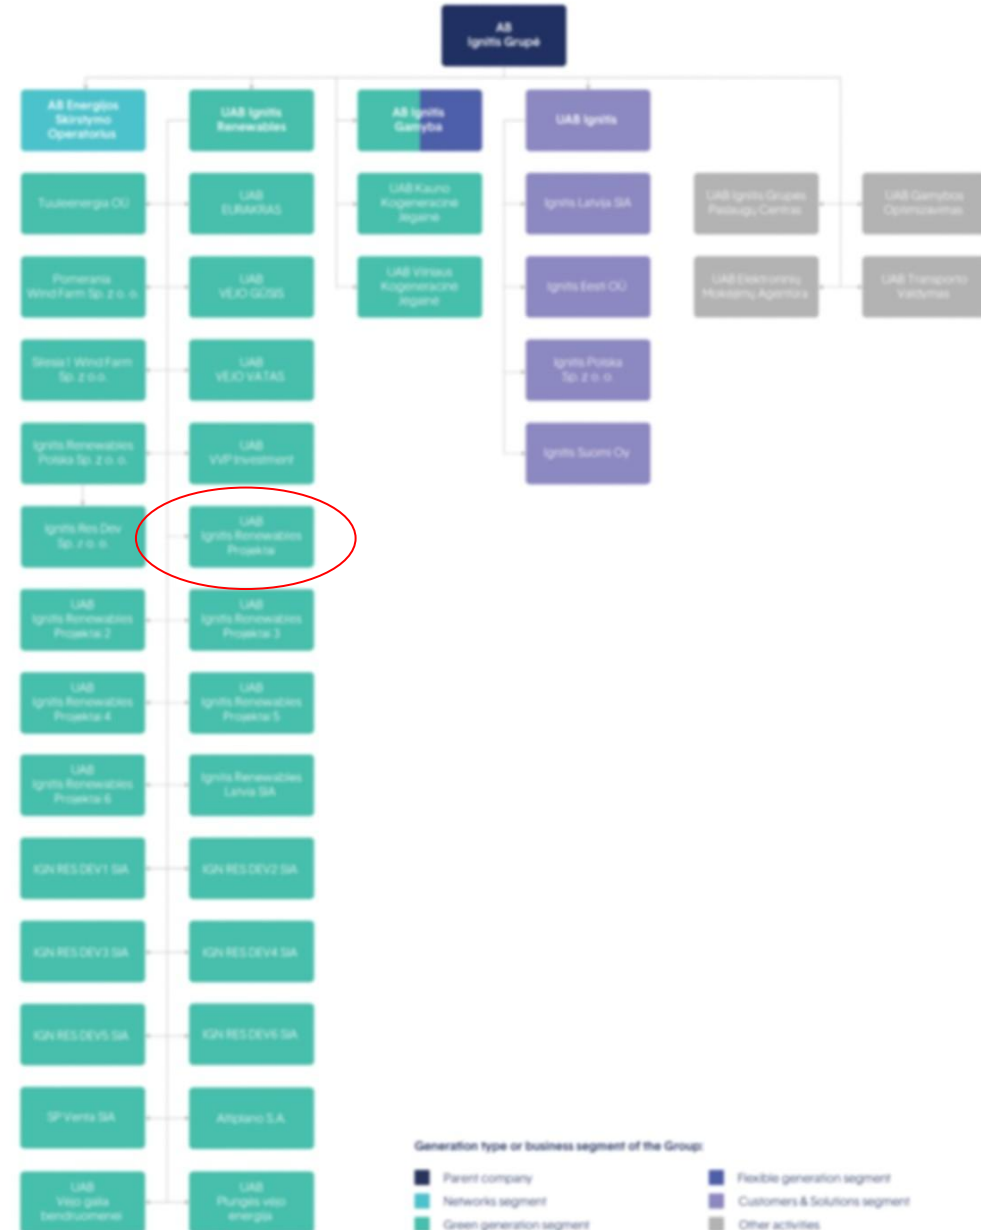 AB
Ignitis Grupė
AB Energijos
Skirstymo
Operatorius
UAB Ignitis
Renewables
AB Ignitis
Gamyba
UAB Ignitis
Tuuleenergia OÜ
UAB
EURAKRAS
UAB Kauno
Kogeneracinė
Jėgainė
Ignitis Latvija SIA
UAB Ignitis Grupės
Paslaugų Centras
UAB Gamybos
Optimizavimas
Pomerania
Wind Farm Sp. z o. o.
UAB
VĖJO GŪSIS
UAB Vilniaus
Kogeneracinė
Jėgainė
Ignitis Eesti OÜ
UAB Elektroninių
Mokėjimų Agentūra
UAB Transporto
Valdymas
Silesia1 Wind Farm
Sp. z o.o.
UAB
VĖJO VATAS
Ignitis Polska
Sp. z o. o.
Ignitis Renewables
Polska Sp. z o. o.
UAB
VVP Investment
Ignitis Suomi Oy
Ignitis Res Dev
Sp. z o. o.
UAB
Ignitis Renewables
Projektai
UAB
Ignitis Renewables
Projektai 2
UAB
Ignitis Renewables
Projektai 3
UAB
Ignitis Renewables
Projektai 4
UAB
Ignitis Renewables
Projektai 5
UAB
Ignitis Renewables
Projektai 6
Ignitis Renewables
Latvia SIA
IGN RES DEV1 SIA
IGN RES DEV2 SIA
IGN RES DEV3 SIA
IGN RES DEV4 SIA
IGN RES DEV5 SIA
IGN RES DEV6 SIA
SP Venta SIA
Altiplano S.A.
UAB
Vėjo galia
bendruomenei
UAB
Plungės vėjo
energija
Generation type or business segment of the Group:
Parent company
Flexible generation segment
Networks segment
Customers & Solutions segment
Green generation segment
Other activities